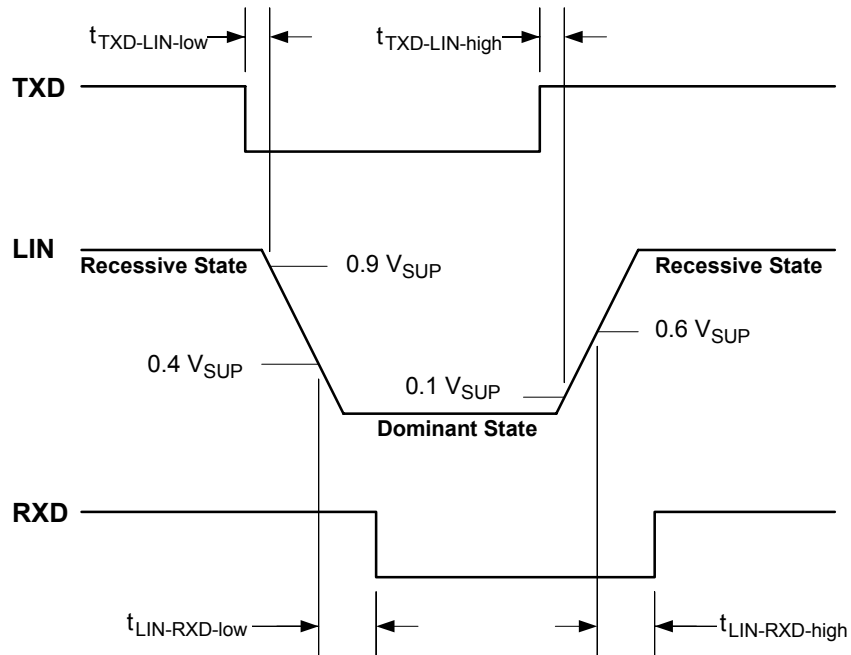 tTXD-LIN-low
tTXD-LIN-high
TXD
LIN
Recessive State
0.9 VSUP
Recessive State
0.6 VSUP
0.4 VSUP
0.1 VSUP
Dominant State
RXD
tLIN-RXD-low
tLIN-RXD-high